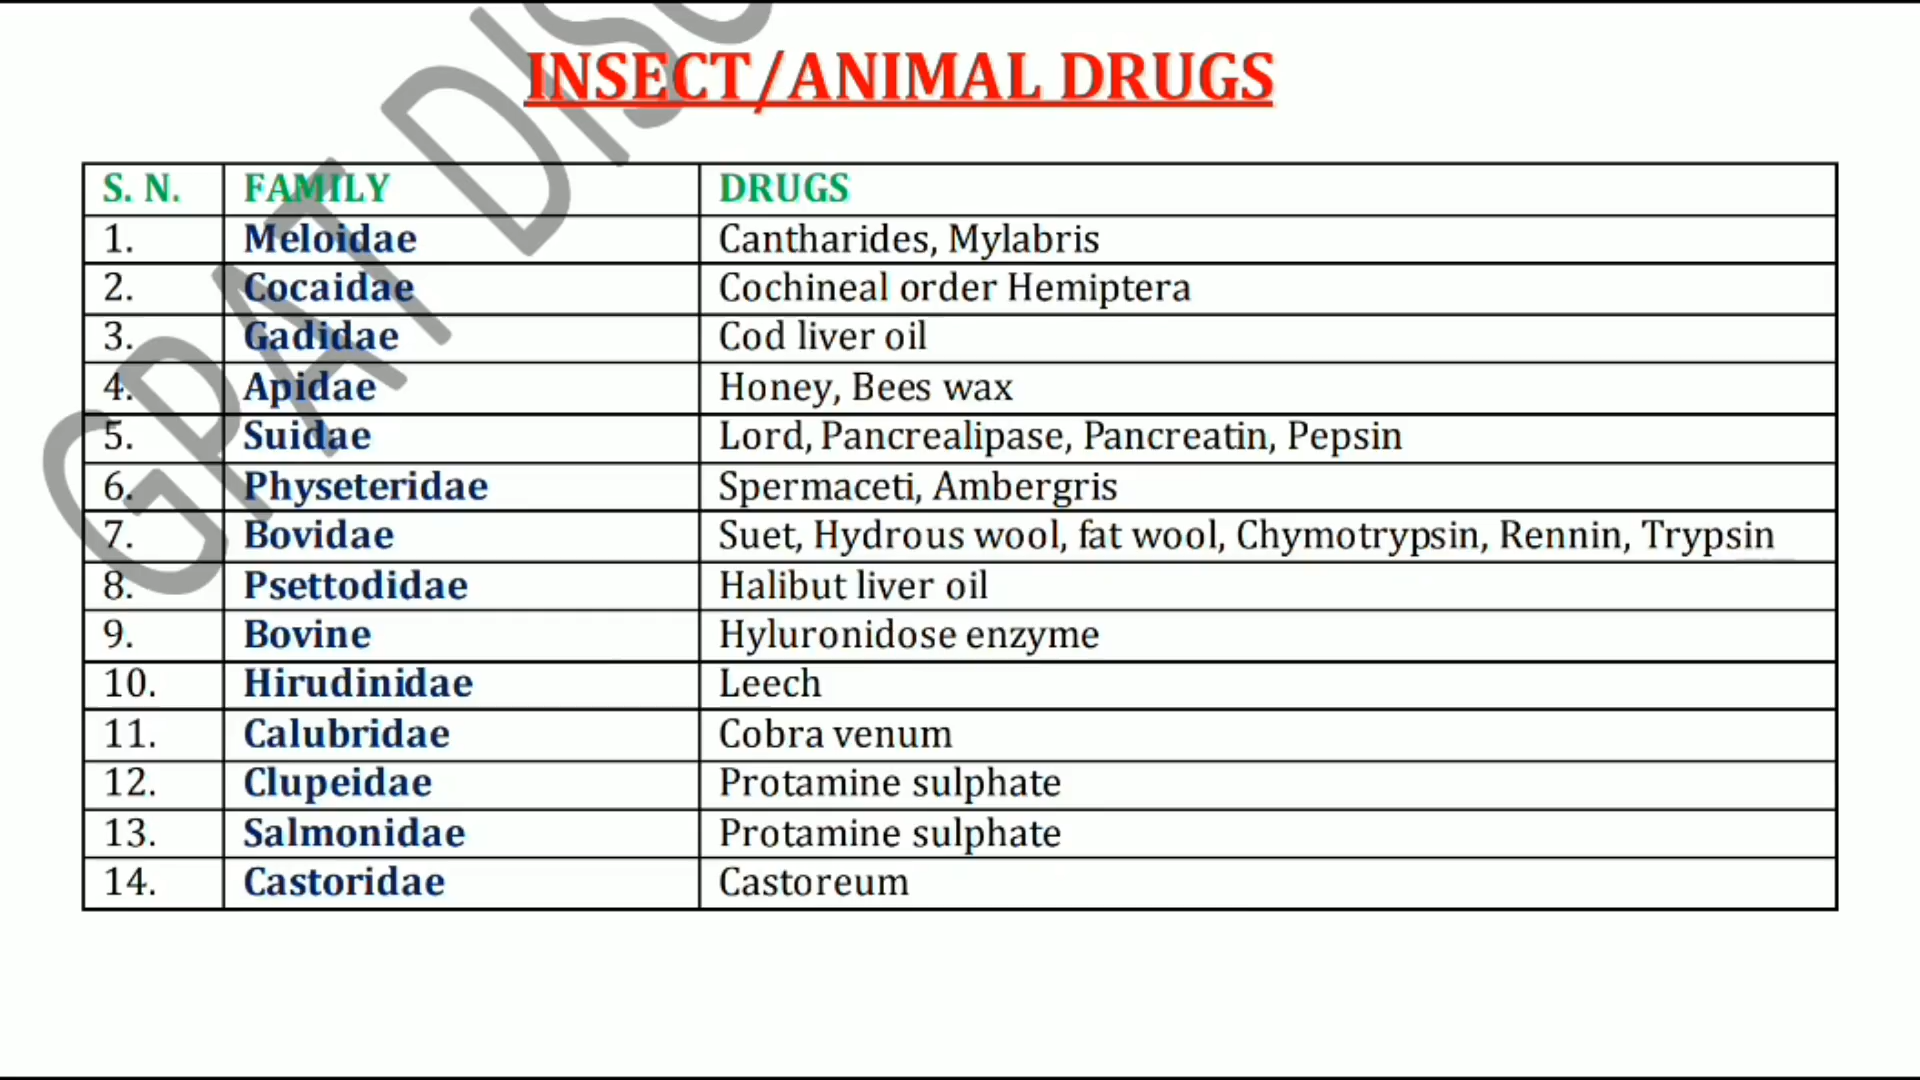 INSECT/ANIMAL DRUGS
S. N. FAMILY DRUGS
1. Meloidae Cantharides, Mylabris
2. Cocaidae Cochineal order Hemiptera
3. Gadidae Cod liver oil
4. Apidae Honey, Bees wax
5. Suidae Lord, Pancrealipase, Pancreatin, Pepsin
6. Physeteridae Spermaceti, Ambergris
7. Bovidae Suet, Hydrous wool, fat wool, Chymotrypsin, Rennin, Trypsin
8. Psettodidae Halibut liver oil
9. Bovine Hyluronidose enzyme
10. Hirudinidae Leech
11. Calubridae Cobra venum
12. Clupeidae Protamine sulphate
13. Salmonidae Protamine sulphate
14. Castoridae Castoreum
GPAT